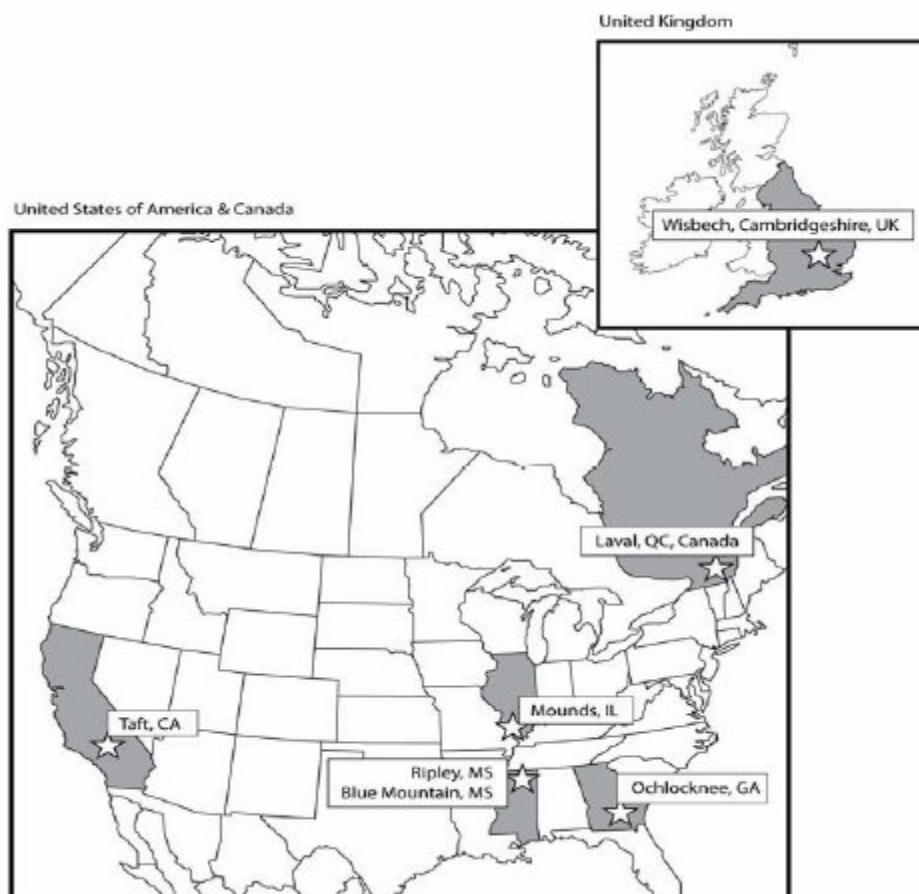 United Kingdom
Wisbech, Cambridgeshire, UK
United States of America & Canada
Laval, QC, Canada
Mounds, IL
Taft, CA
Ripley, MS
Blue Mountain, MS
Ochlocknee, GA